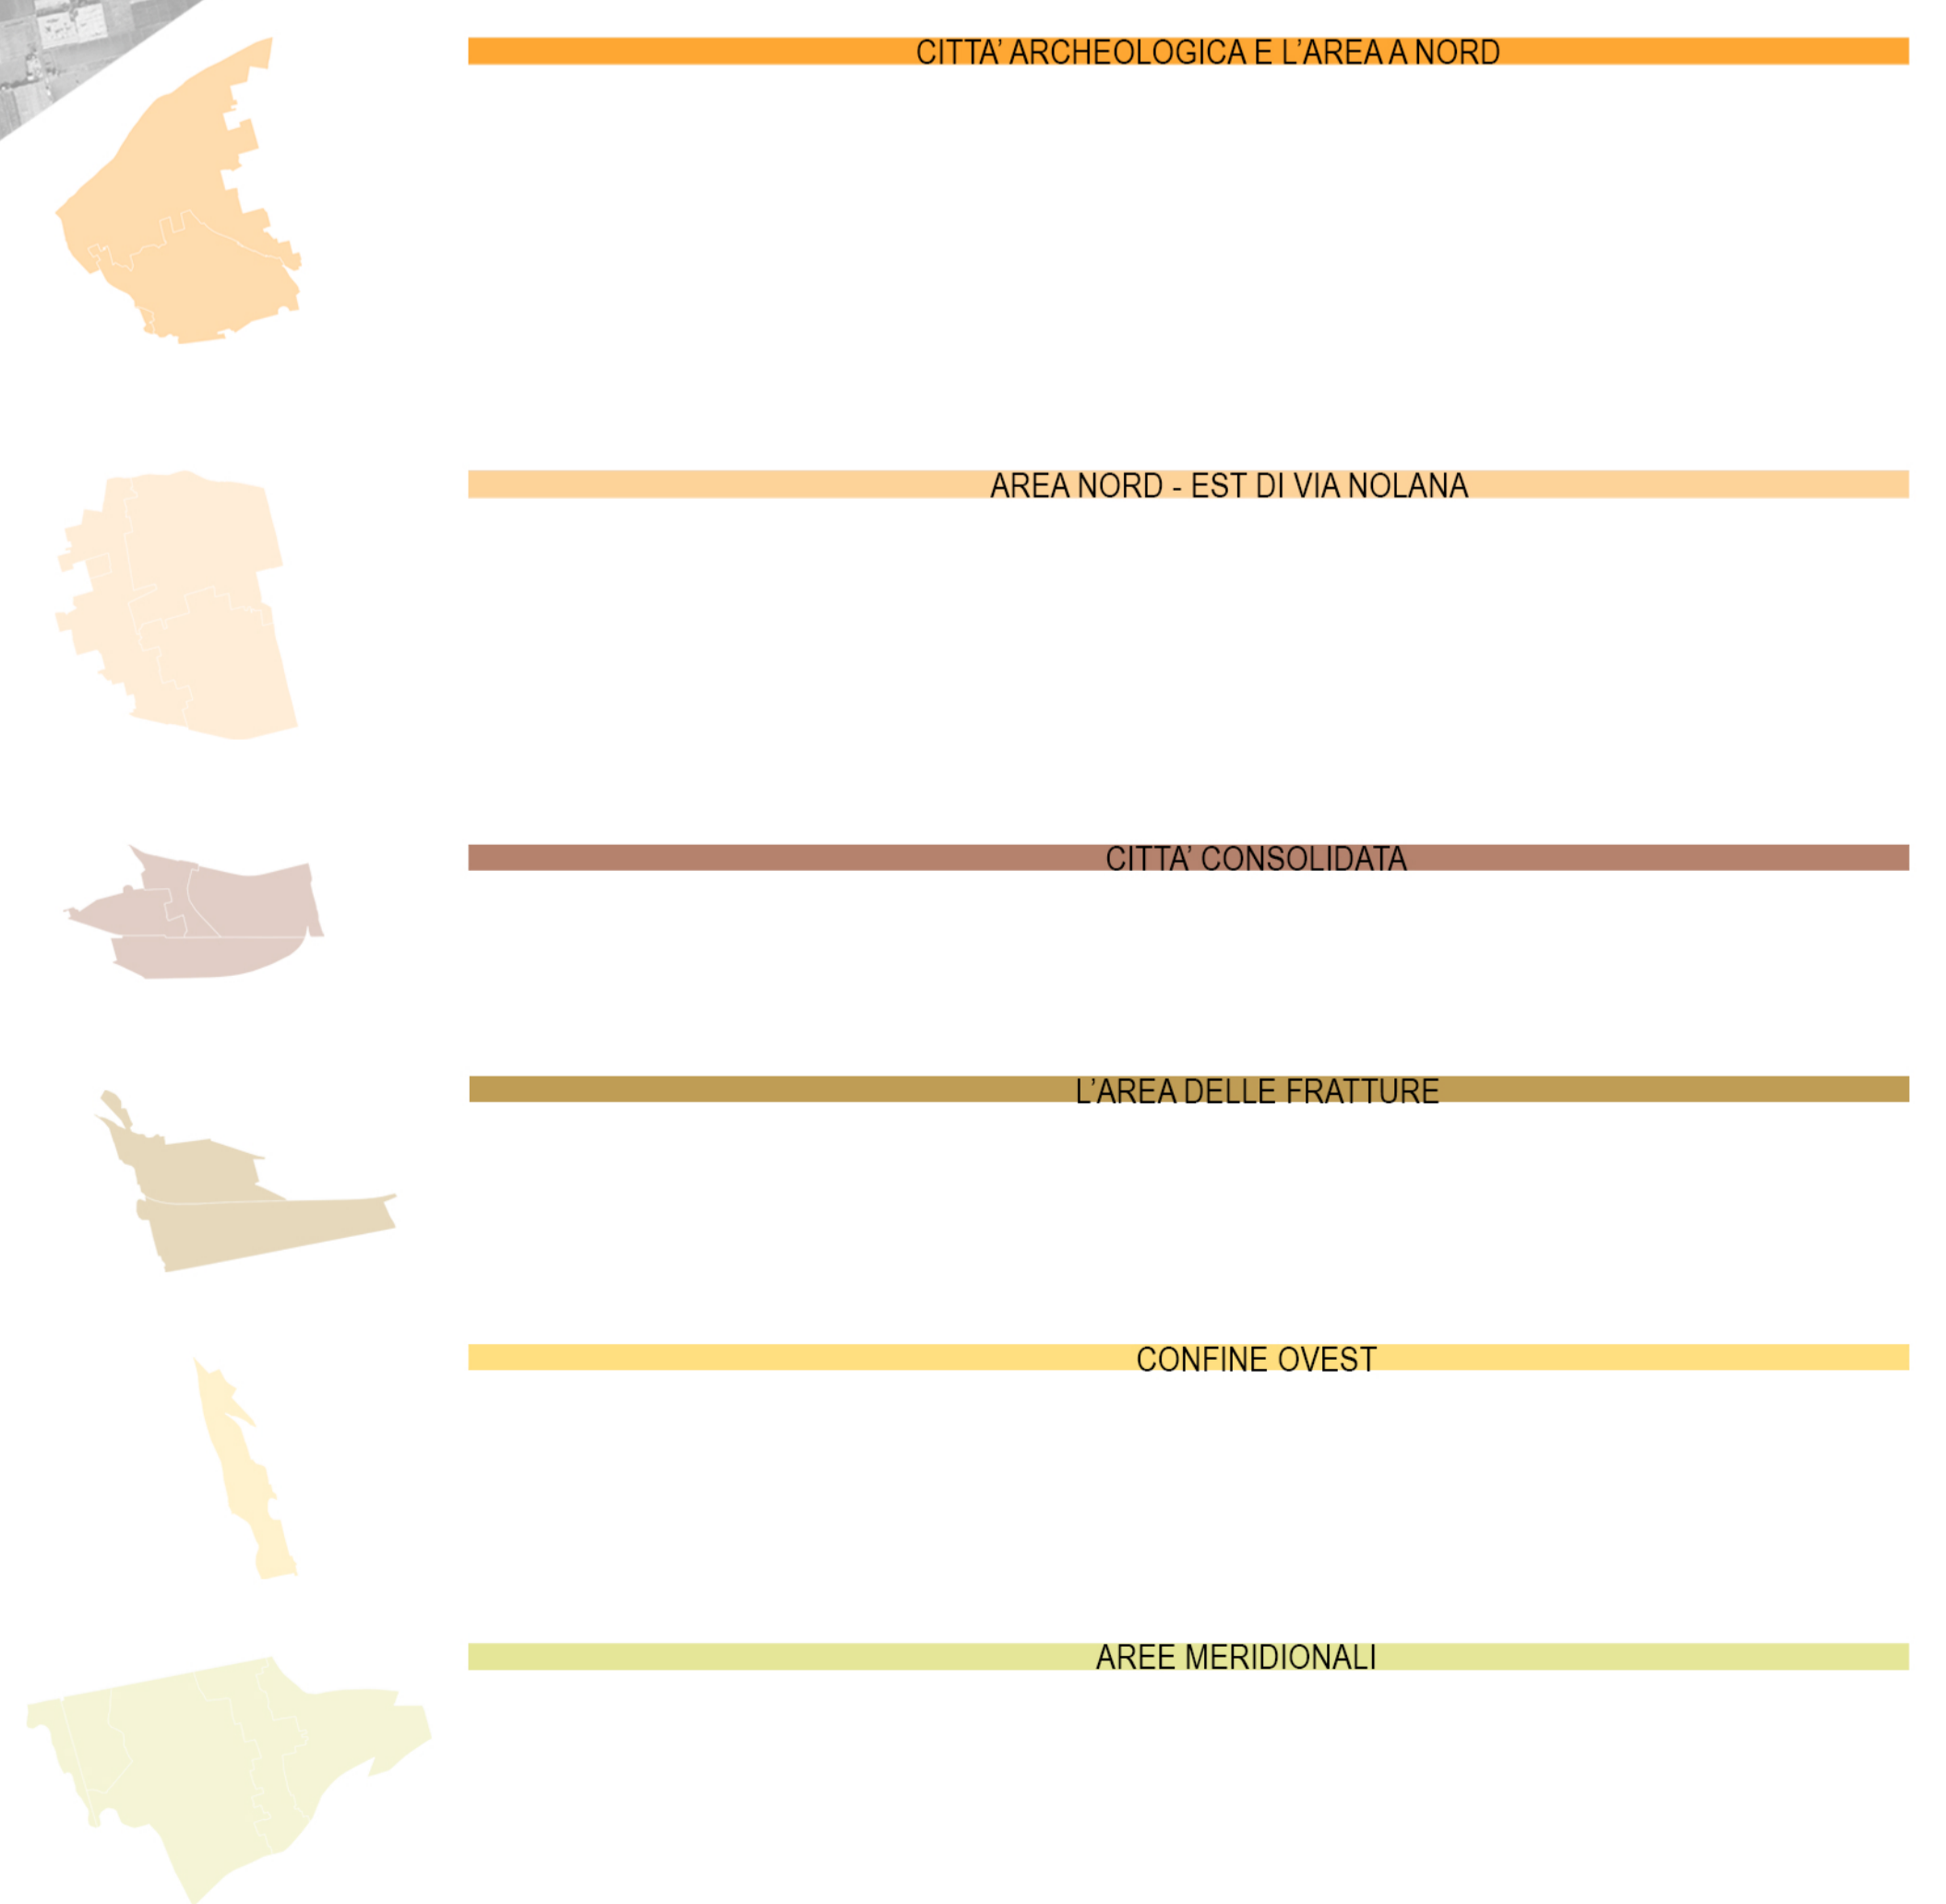 CITTA’ ARCHEOLOGICA E L’AREA A NORD
AREA NORD - EST DI VIA NOLANA
CITTA’ CONSOLIDATA
L’AREA DELLE FRATTURE
CONFINE OVEST
AREE MERIDIONALI